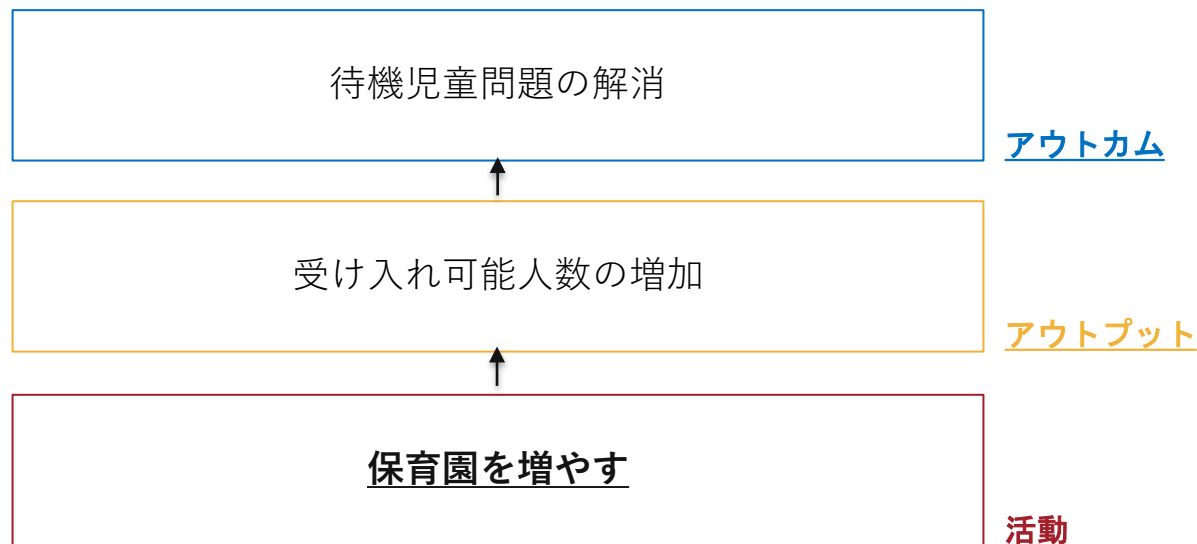 待機児童問題の解消
アウトカム
受け入れ可能人数の増加
アウトプット
保育園を増やす
活動